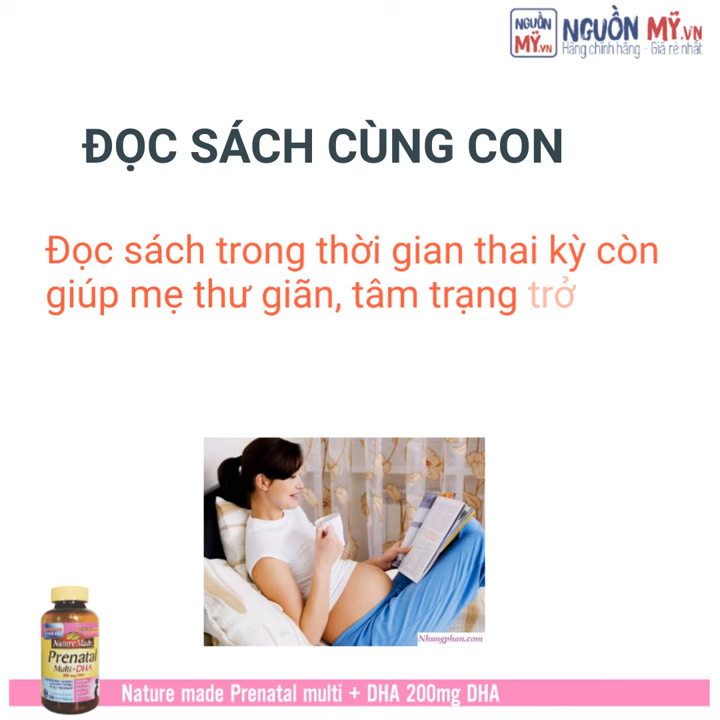 NGUỒN
MỸ.VN
NGUỒN MỸ.VN
Hàng chính hãng - Giá rẻ nhất
ĐỌC SÁCH CÙNG CON
Đọc sách trong thời gian thai kỳ còn
giúp mẹ thư giãn, tâm trạng trở
Nhungphan.com
Nature Made
Prenatal
Multi+DHA
Nature made Prenatal multi + DHA 200mg DHA